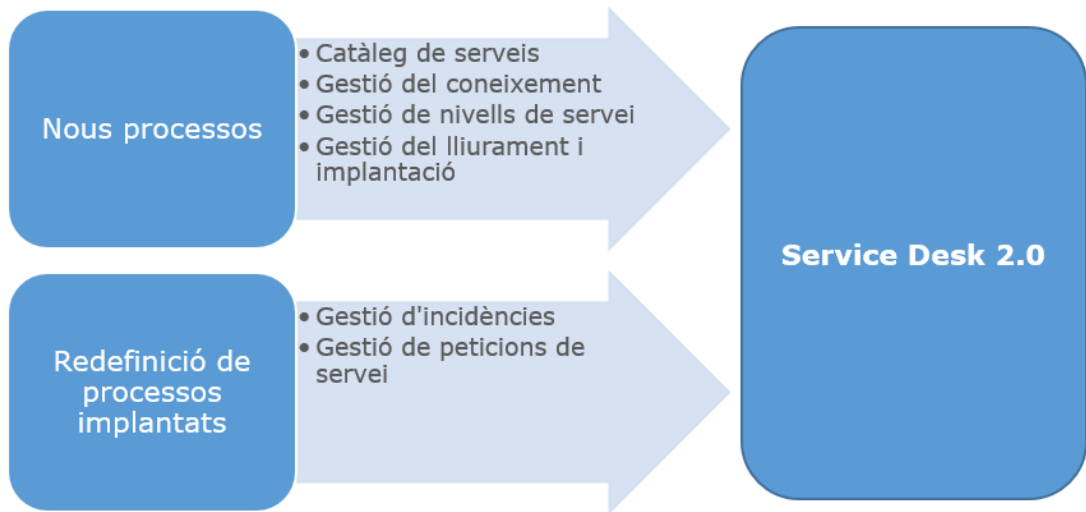 Nous processos
• Catàleg de serveis
• Gestió del coneixement
• Gestió de nivells de servei
• Gestió del lliurament i
implantació
Redefinició de
processos
implantats
• Gestió d'incidències
• Gestió de peticions de
servei
Service Desk 2.0